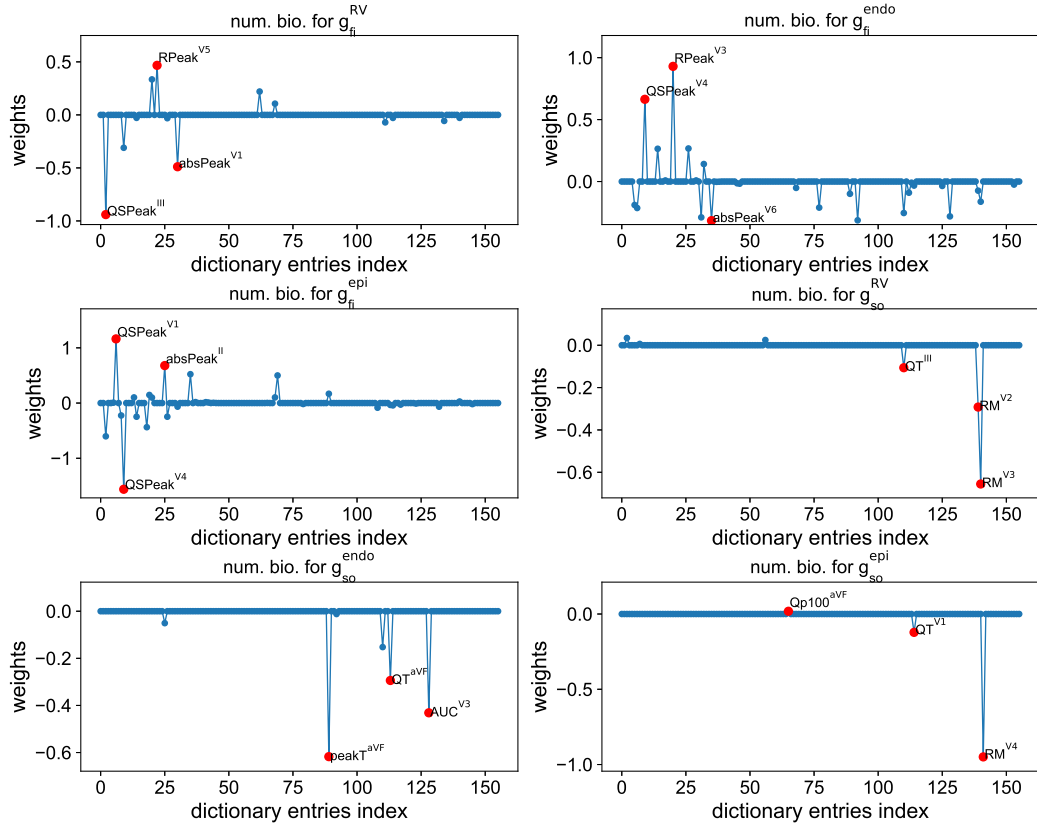 num. bio. for g_fi^RV
weights
0.5
0.0
−0.5
−1.0
RPeak^V5
absPeak^V1
QSPeak^III
0 25 50 75 100 125 150
dictionary entries index
num. bio. for g_fi^endo
weights
1.0
0.5
0.0
RPeak^V3
QSPeak^V4
absPeak^V6
0 25 50 75 100 125 150
dictionary entries index
num. bio. for g_fi^epi
weights
1
0
−1
QSPeak^V1
absPeak^II
QSPeak^V4
0 25 50 75 100 125 150
dictionary entries index
num. bio. for g_so^RV
weights
0.0
−0.2
−0.4
−0.6
QT^III
RM^V2
RM^V3
0 25 50 75 100 125 150
dictionary entries index
num. bio. for g_so^endo
weights
0.0
−0.2
−0.4
−0.6
QT^aVF
AUC^V3
peakT^aVF
0 25 50 75 100 125 150
dictionary entries index
num. bio. for g_so^epi
weights
0.0
−0.5
−1.0
Qp100^aVF
QT^V1
RM^V4
0 25 50 75 100 125 150
dictionary entries index